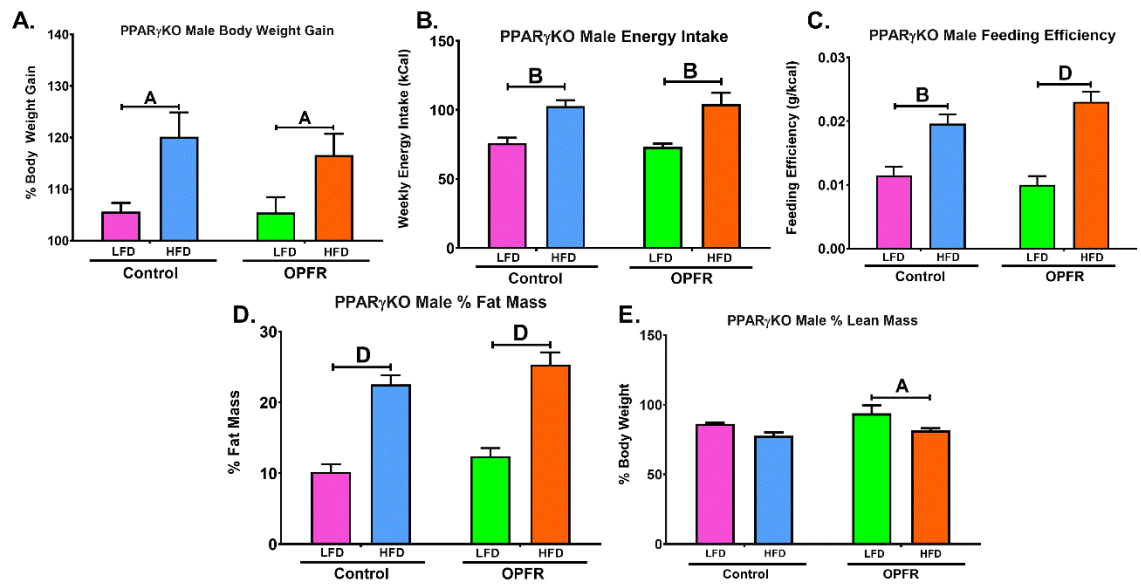 A.
PPARγKO Male Body Weight Gain
% Body Weight Gain
140
130
120
110
100
A
A
LFD
HFD
LFD
HFD
Control
OPFR
B.
PPARγKO Male Energy Intake
Weekly Energy Intake (kCal)
150
100
50
0
B
B
LFD
HFD
LFD
HFD
Control
OPFR
C.
PPARγKO Male Feeding Efficiency
Feeding Efficiency (g/kcal)
0.03
0.02
0.01
0.00
B
D
LFD
HFD
LFD
HFD
Control
OPFR
D.
PPARγKO Male % Fat Mass
% Fat Mass
30
20
10
0
D
D
LFD
HFD
LFD
HFD
Control
OPFR
E.
PPARγKO Male % Lean Mass
% Body Weight
150
100
50
0
A
LFD
HFD
LFD
HFD
Control
OPFR